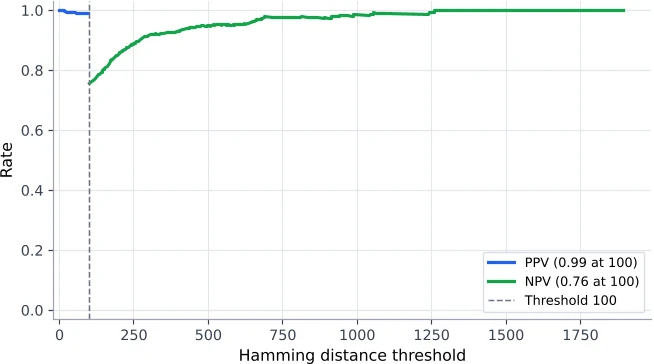 1.0
0.8
0.6
0.4
0.2
0.0
Rate
0 250 500 750 1000 1250 1500 1750
Hamming distance threshold
PPV (0.99 at 100)
NPV (0.76 at 100)
Threshold 100